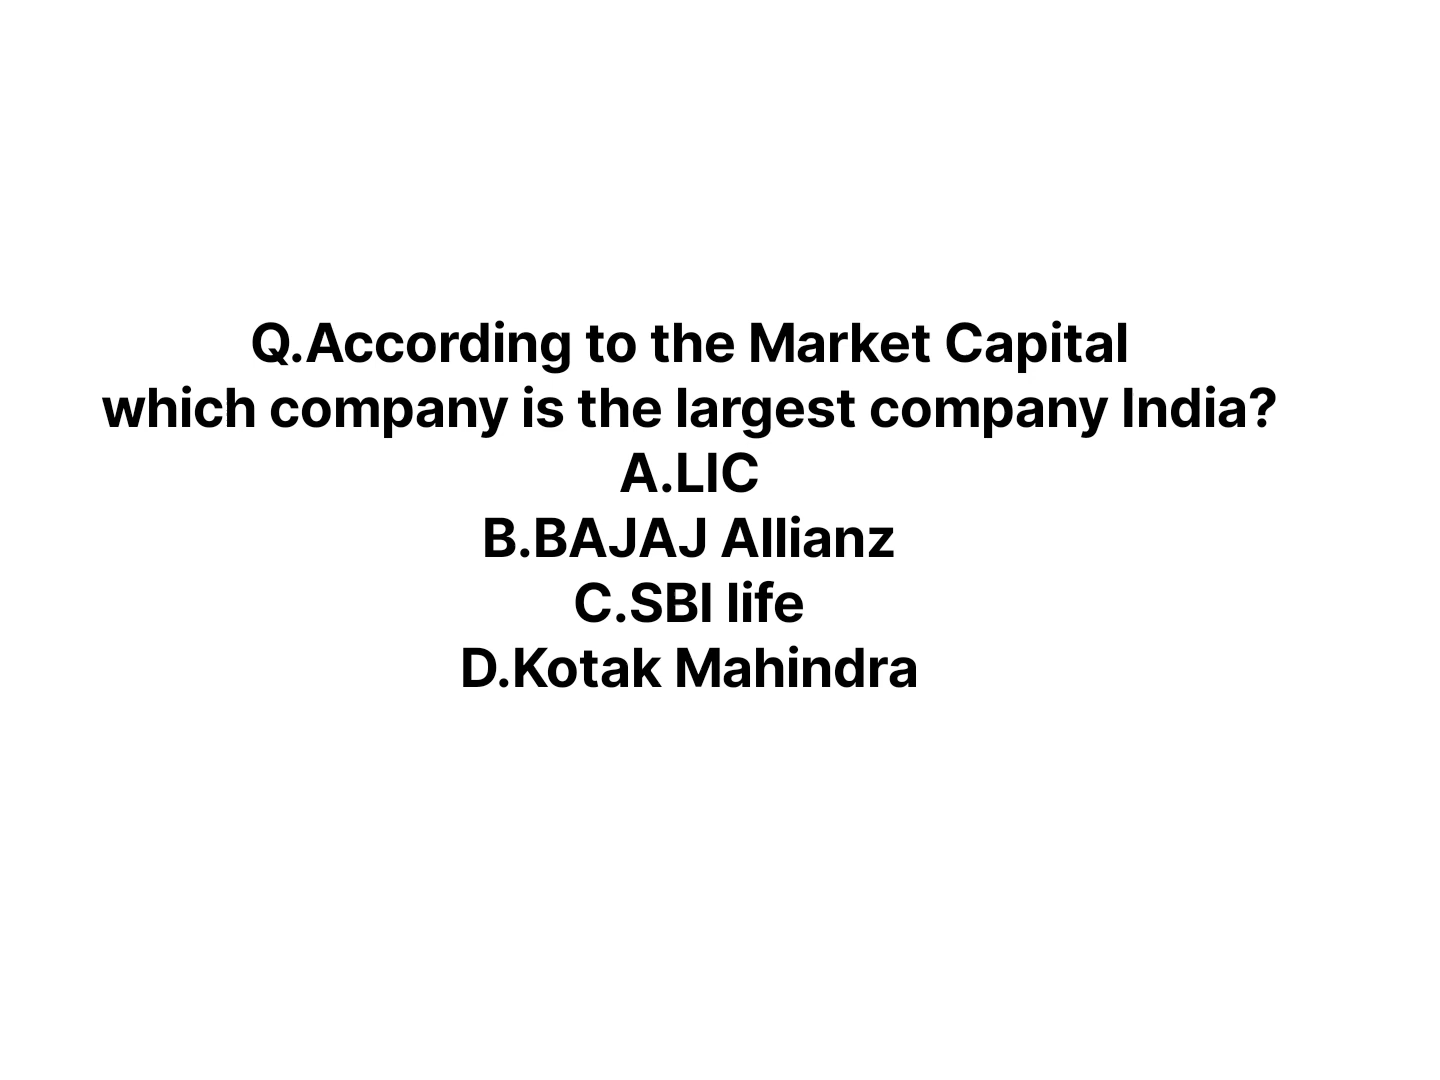 Q.According to the Market Capital
which company is the largest company India?
A.LIC
B.BAJAJ Allianz
C.SBI life
D.Kotak Mahindra